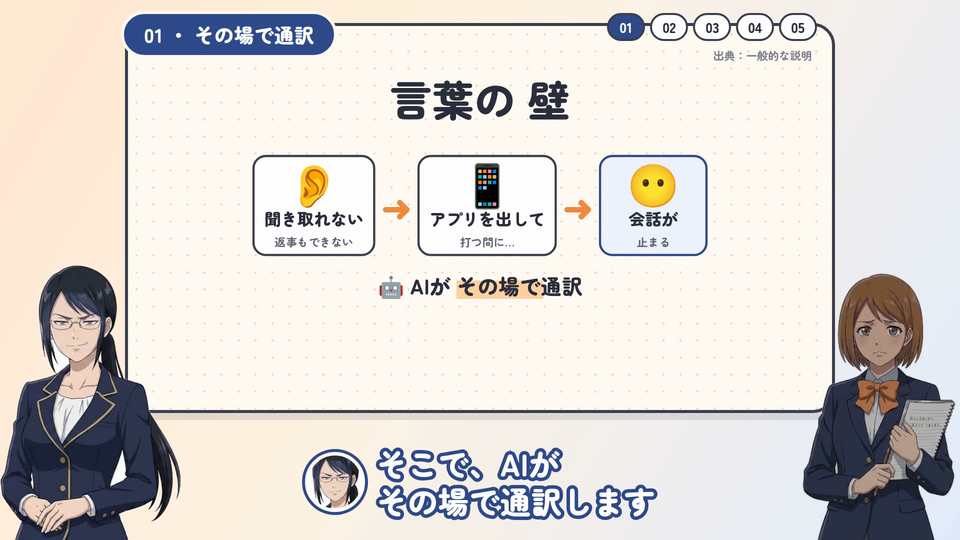 01 ・ その場で通訳
01 02 03 04 05
出典：一般的な説明
言葉の 壁
聞き取れない
返事もできない
アプリを出して
打つ間に…
会話が
止まる
AIが その場で通訳
そこで、AIが
その場で通訳します